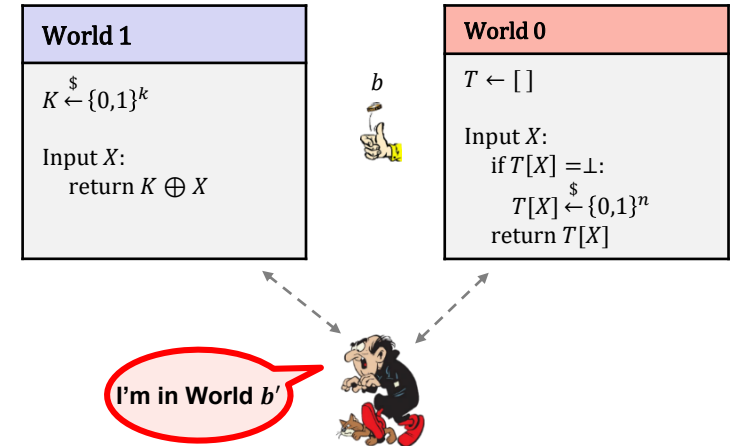 World 1
K ←$ {0,1}^k
Input X:
return K ⊕ X
b
World 0
T ← [ ]
Input X:
if T[X] =⊥:
T[X] ←$ {0,1}^n
return T[X]
I'm in World b′